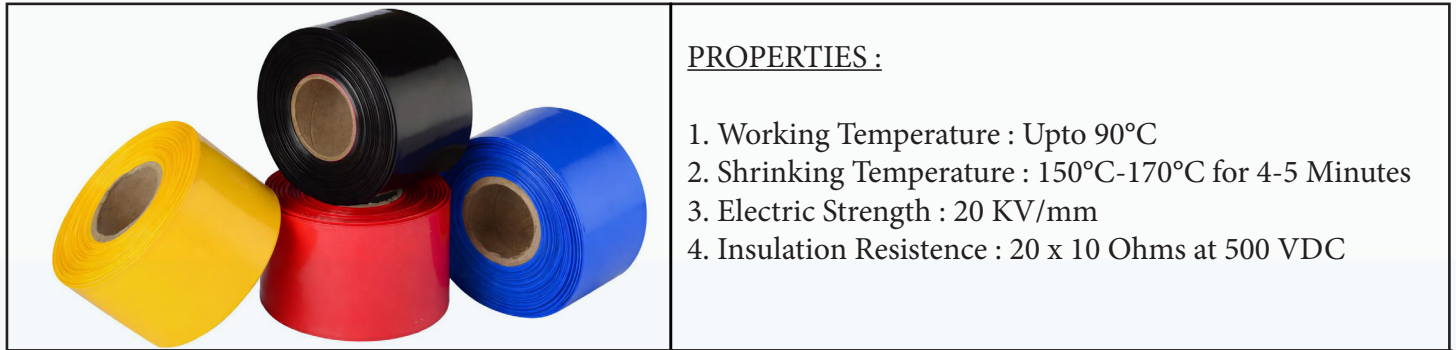 PROPERTIES :
1. Working Temperature : Upto 90°C
2. Shrinking Temperature : 150°C-170°C for 4-5 Minutes
3. Electric Strength : 20 KV/mm
4. Insulation Resistence : 20 x 10 Ohms at 500 VDC